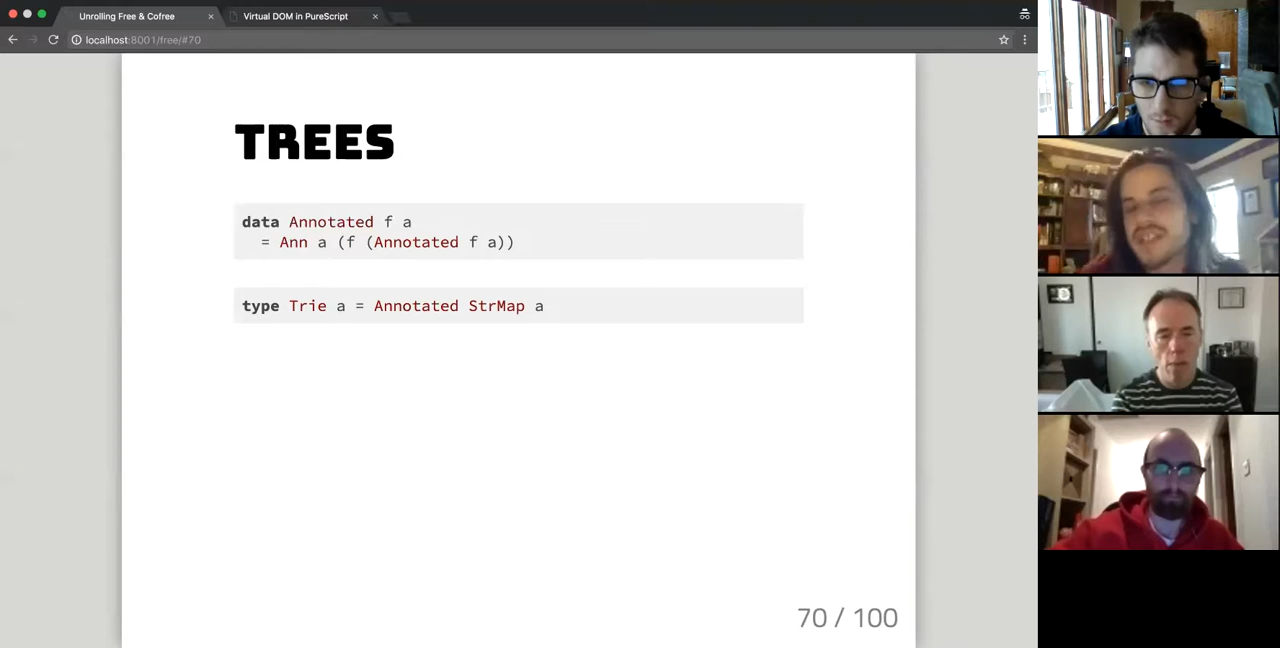 Unrolling Free & Cofree
Virtual DOM in PureScript
localhost:8001/free/#70
TREES
data Annotated f a
= Ann a (f (Annotated f a))
type Trie a = Annotated StrMap a
70 / 100